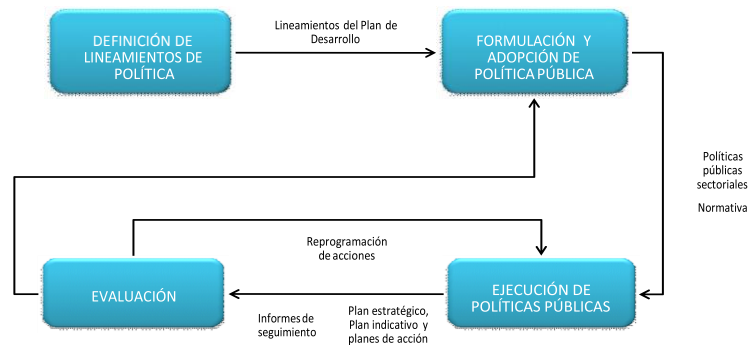 DEFINICIÓN DE
LINEAMIENTOS DE
POLÍTICA
Lineamientos del Plan de
Desarrollo
FORMULACIÓN Y
ADOPCIÓN DE
POLÍTICA PÚBLICA
Políticas
públicas
sectoriales
Normativa
Reprogramación
de acciones
EVALUACIÓN
EJECUCIÓN DE
POLÍTICAS PÚBLICAS
Informes de
seguimiento
Plan estratégico,
Plan indicativo y
planes de acción